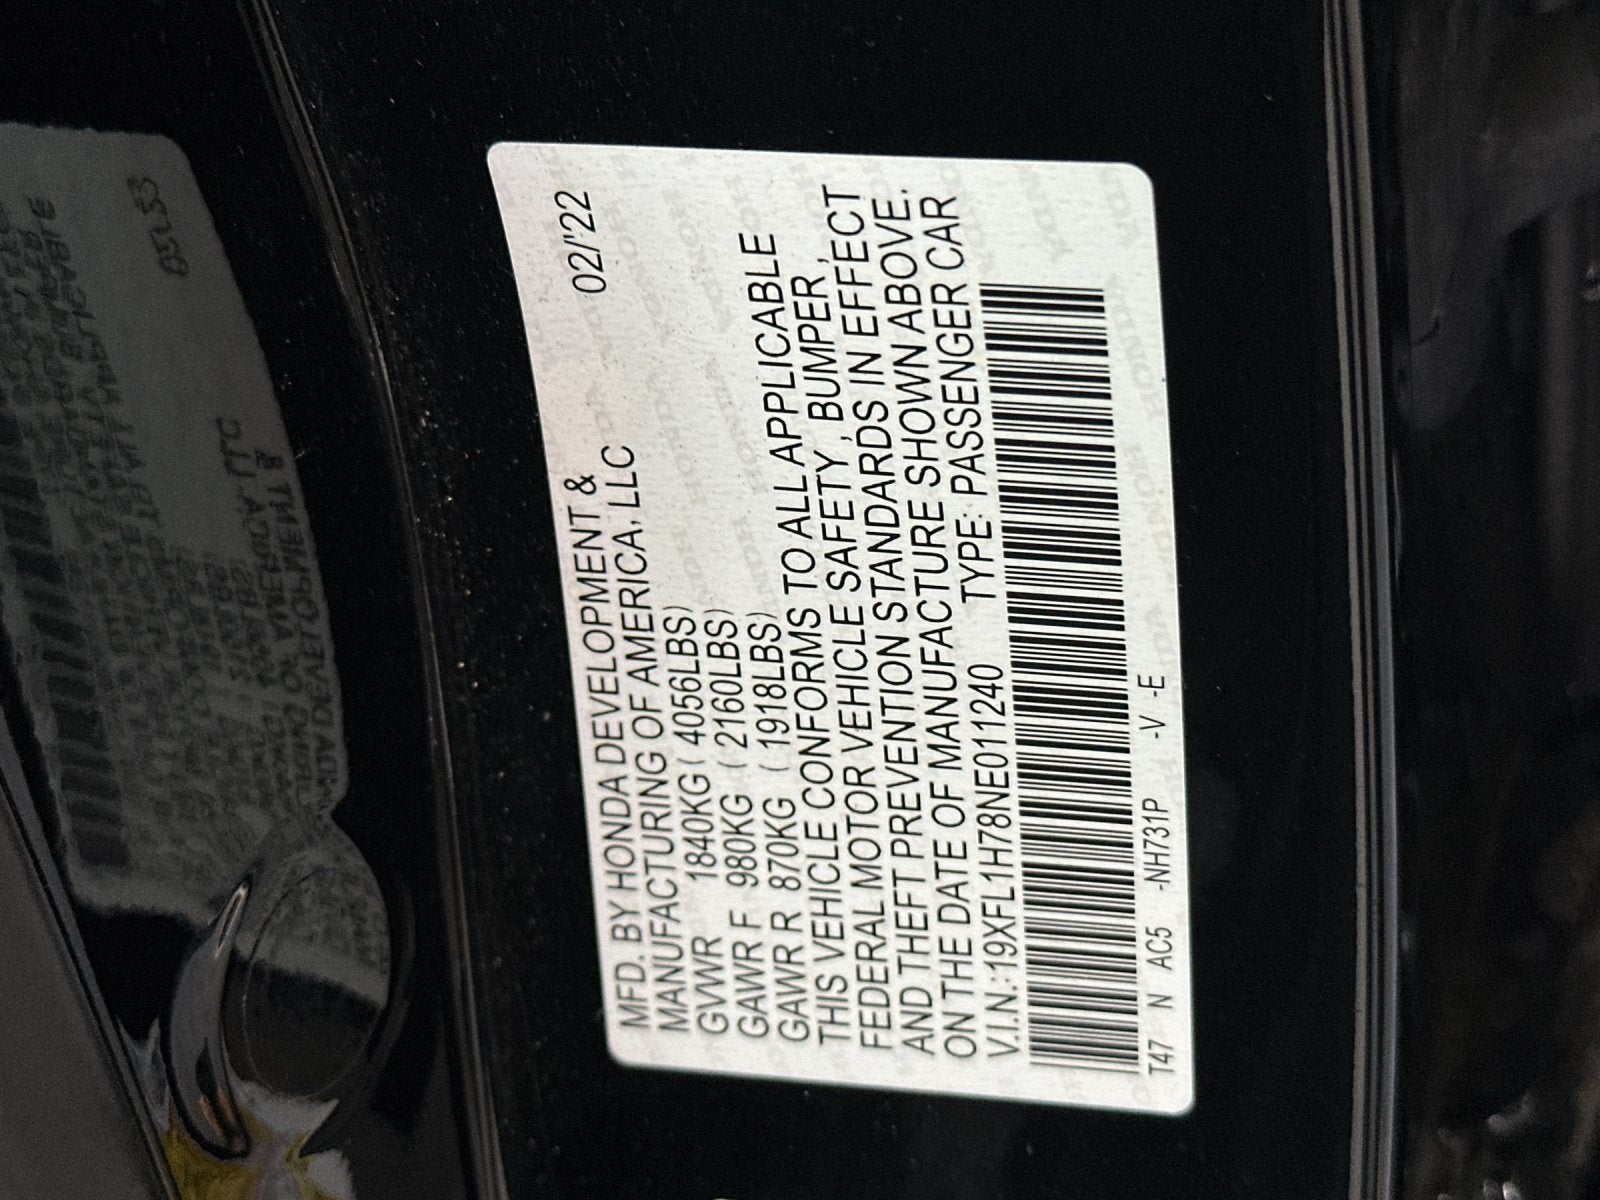 MFD. BY HONDA DEVELOPMENT & 02/'22
MANUFACTURING OF AMERICA, LLC
GVWR 1840KG ( 4056LBS)
GAWR F 980KG ( 2160LBS)
GAWR R 870KG ( 1918LBS)
THIS VEHICLE CONFORMS TO ALL APPLICABLE
FEDERAL MOTOR VEHICLE SAFETY , BUMPER ,
AND THEFT PREVENTION STANDARDS IN EFFECT
ON THE DATE OF MANUFACTURE SHOWN ABOVE.
V.I.N.:19XFL1H78NE011240 TYPE: PASSENGER CAR
T47 N AC5 -NH731P -V -E